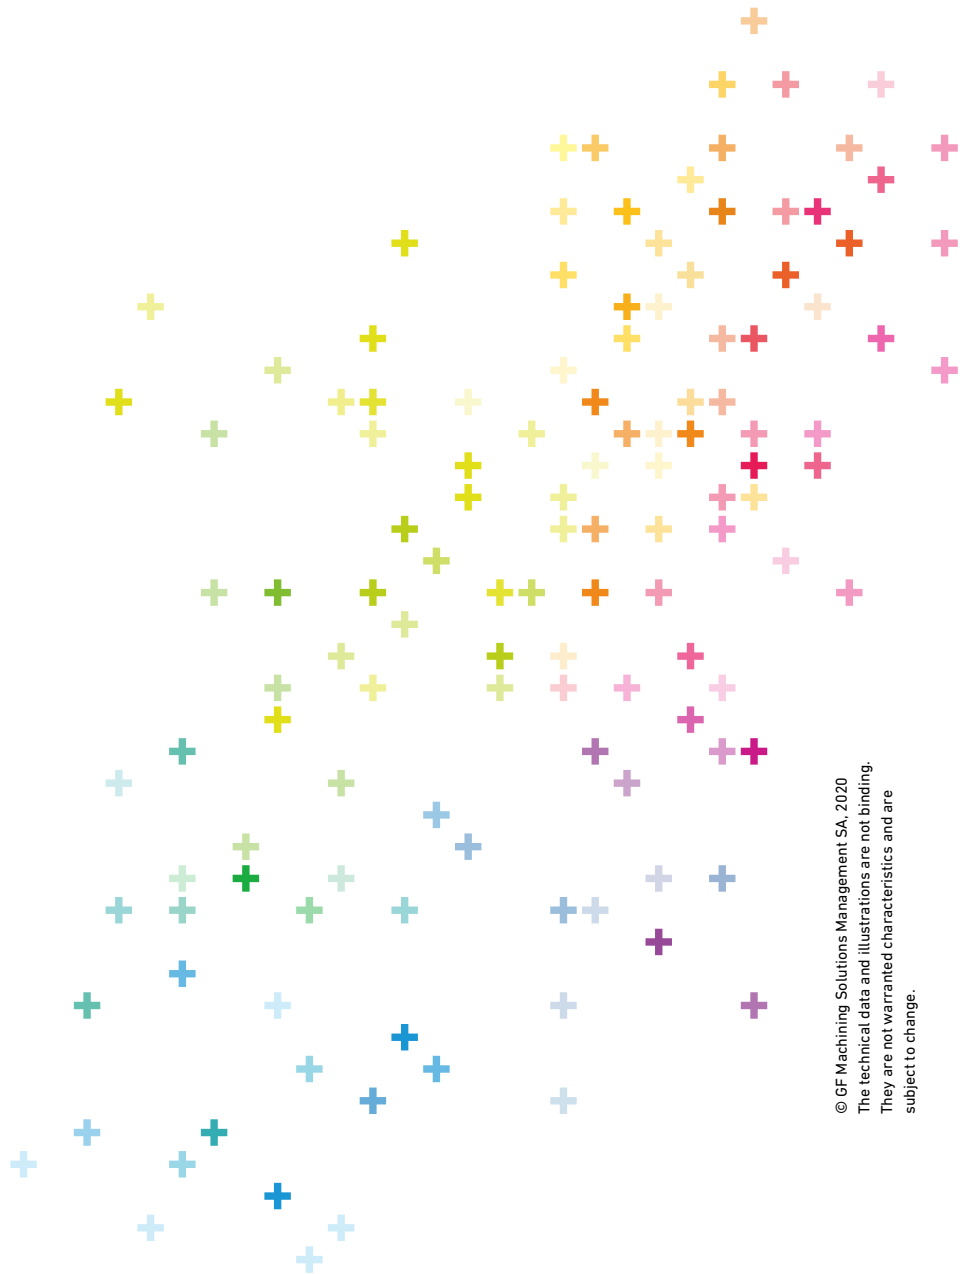 © GF Machining Solutions Management SA, 2020
The technical data and illustrations are not binding.
They are not warranted characteristics and are
subject to change.